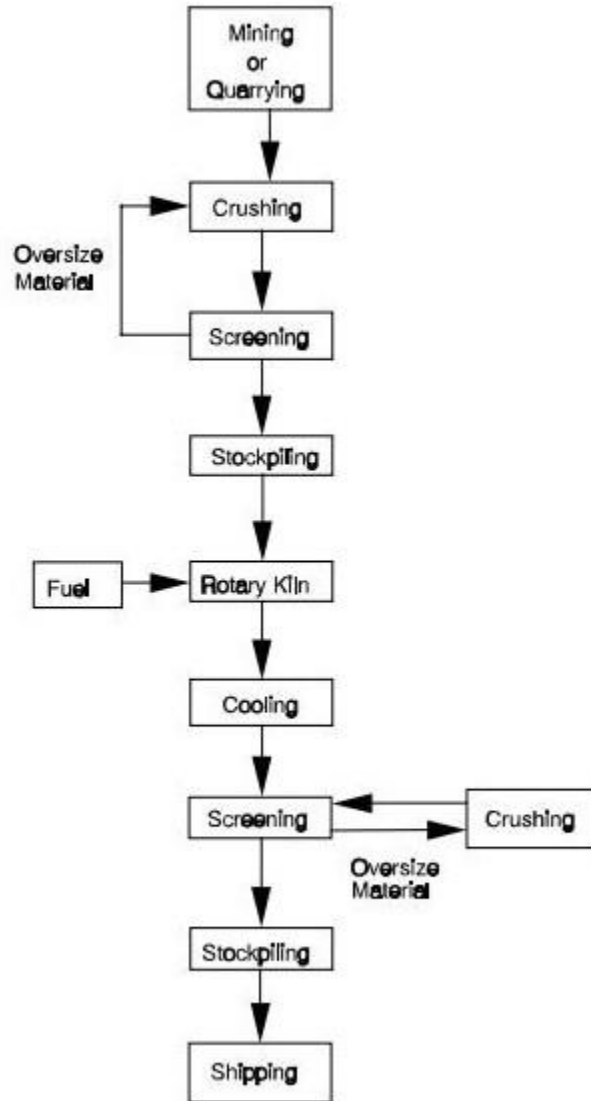 Mining
or
Quarrying
Crushing
Oversize
Material
Screening
Stockpiling
Fuel
Rotary Kiln
Cooling
Screening
Crushing
Oversize
Material
Stockpiling
Shipping